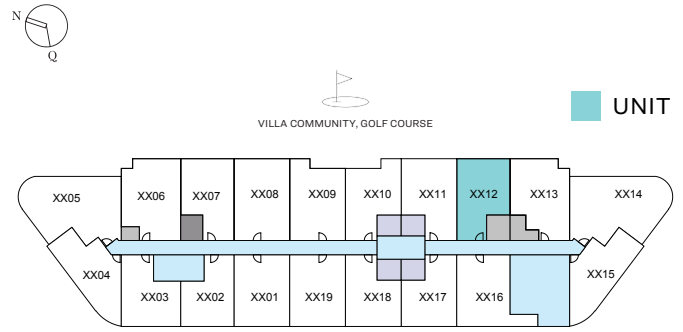 N
Q
VILLA COMMUNITY, GOLF COURSE
UNIT
XX05
XX06
XX07
XX08
XX09
XX10
XX11
XX12
XX13
XX14
XX04
XX03
XX02
XX01
XX19
XX18
XX17
XX16
XX15